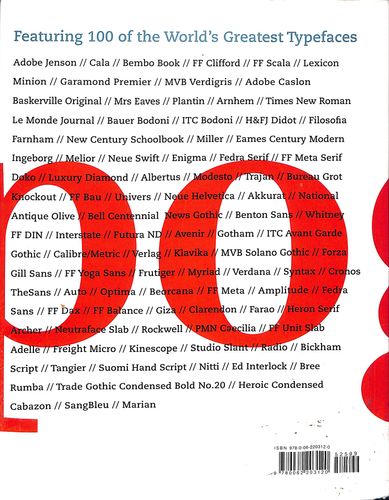 Featuring 100 of the World's Greatest Typefaces
Adobe Jenson // Cala // Bembo Book // FF Clifford // FF Scala // Lexicon
Minion // Garamond Premier // MVB Verdigris // Adobe Caslon
Baskerville Original // Mrs Eaves // Plantin // Arnhem // Times New Roman
Le Monde Journal // Bauer Bodoni // ITC Bodoni // H&FJ Didot // Filosofia
Farnham // New Century Schoolbook // Miller // Eames Century Modern
Ingeborg // Melior // Neue Swift // Enigma // Fedra Serif // FF Meta Serif
Doko // Luxury Diamond // Albertus // Modesto // Trajan // Bureau Grot
Knockout // FF Bau // Univers // Neue Helvetica // Akkurat // National
Antique Olive // Bell Centennial News Gothic // Benton Sans // Whitney
FF DIN // Interstate // Futura ND // Avenir // Gotham // ITC Avant Garde
Gothic // Calibre/Metric // Verlag // Klavika // MVB Solano Gothic // Forza
Gill Sans // FF Yoga Sans // Frutiger // Myriad // Verdana // Syntax // Cronos
TheSans // Auto // Optima // Beorcana // FF Meta // Amplitude // Fedra
Sans // FF Dax // FF Balance // Giza // Clarendon // Farao // Heron Serif
Archer // Neutraface Slab // Rockwell // PMN Caecilia // FF Unit Slab
Adelle // Freight Micro // Kinescope // Studio Slant // Radio // Bickham
Script // Tangier // Suomi Hand Script // Nitti // Ed Interlock // Bree
Rumba // Trade Gothic Condensed Bold No.20 // Heroic Condensed
Cabazon // SangBleu // Marian
ISBN 978-0-06-220312-0
9 780062 203120